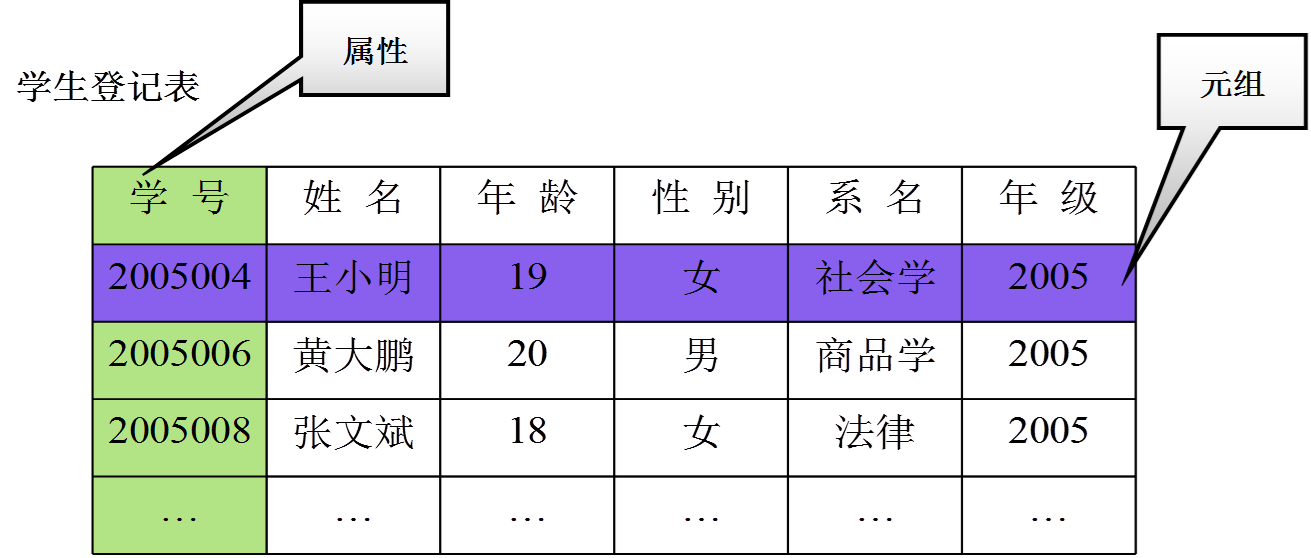 属性
元组
学生登记表
学 号 姓 名 年 龄 性 别 系 名 年 级
2005004 王小明 19 女 社会学 2005
2005006 黄大鹏 20 男 商品学 2005
2005008 张文斌 18 女 法律 2005
… … … … … …